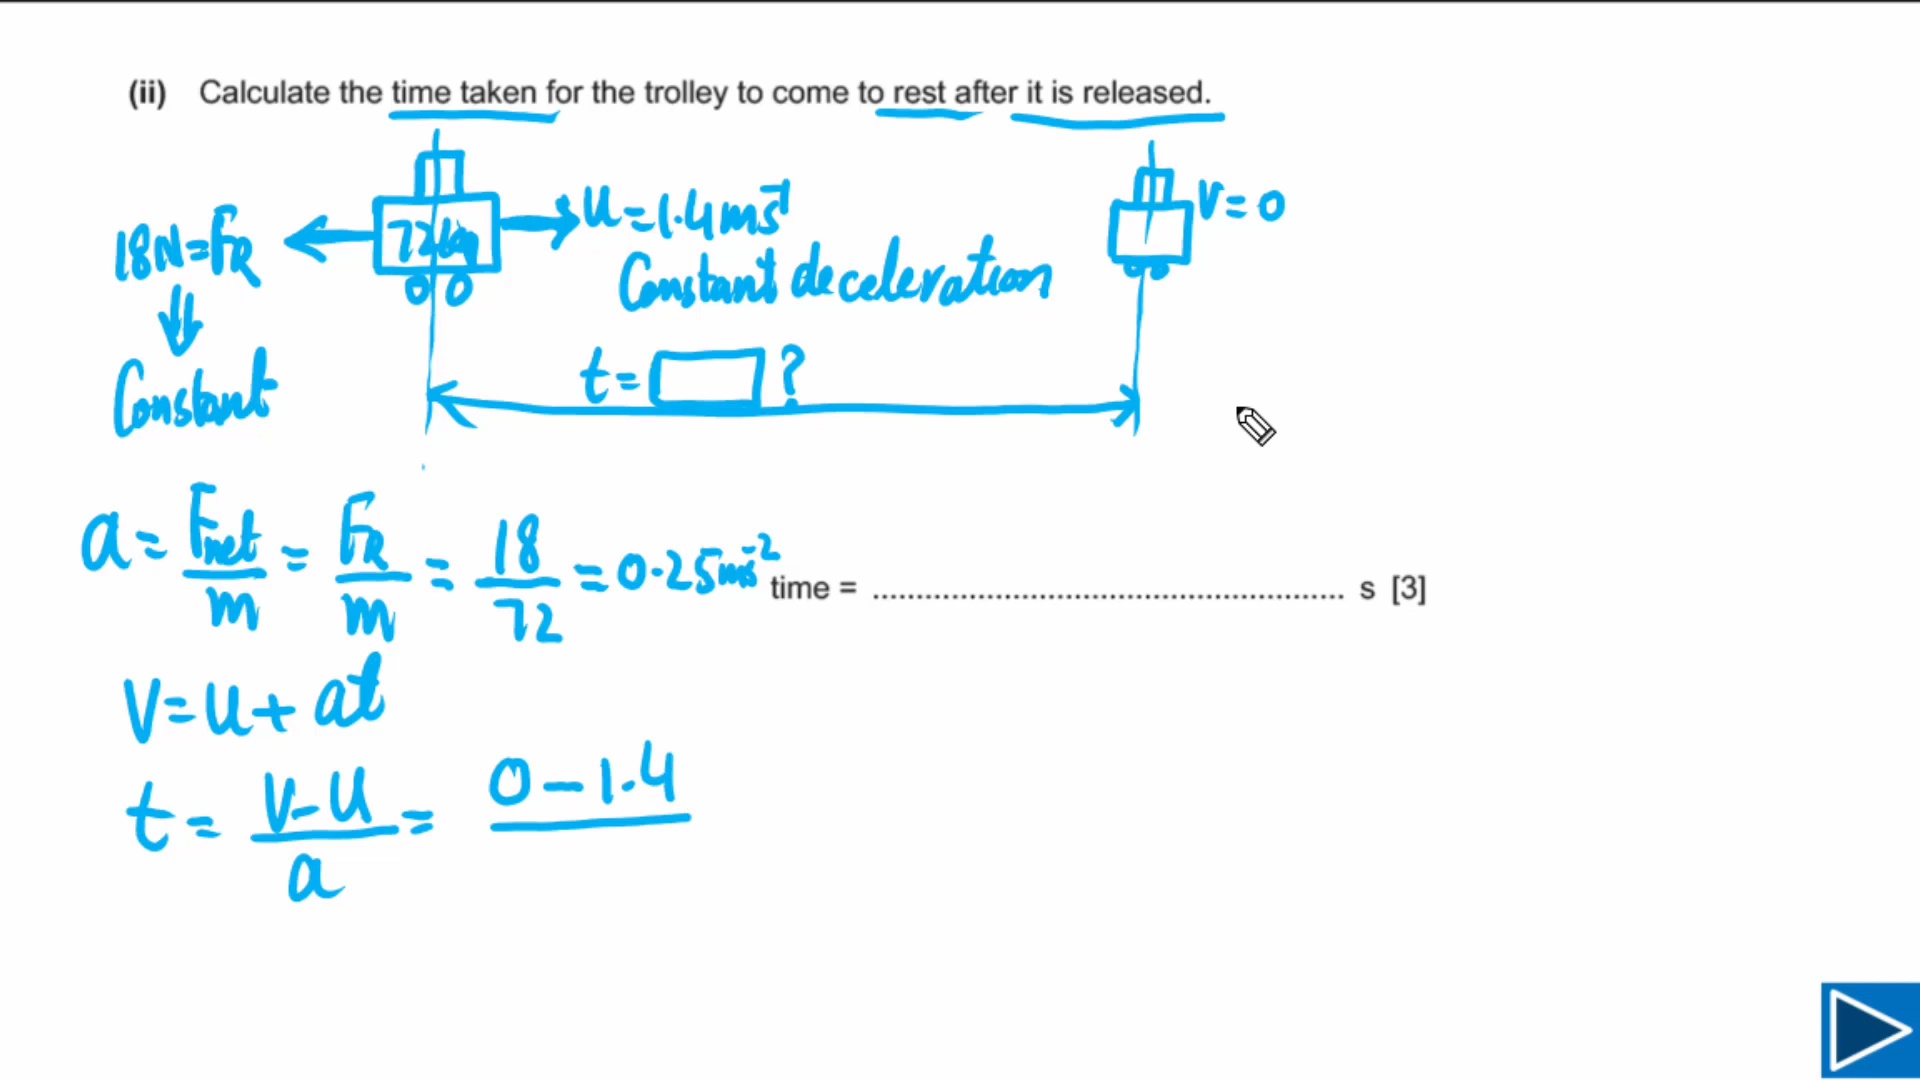 (ii) Calculate the time taken for the trolley to come to rest after it is released.
18N=FR
72kg
u=1.4ms⁻¹
v=0
Constant deceleration
Constant
t= ?
a = Fnet/m = FR/m = 18/72 = 0.25ms⁻²
time = ...................................................... s [3]
v=u+at
t = v-u/a = 0-1.4